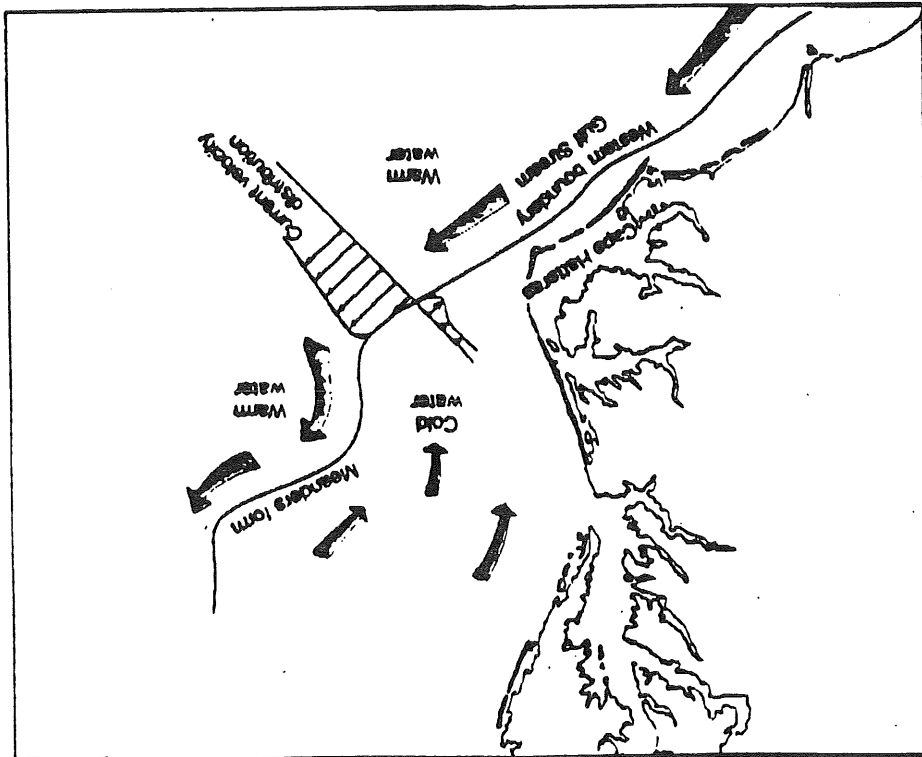 Meanders form
Cold
water
Warm
water
Current velocity
distribution
Cape Hatteras
Western boundary
Gulf Stream
Warm
water